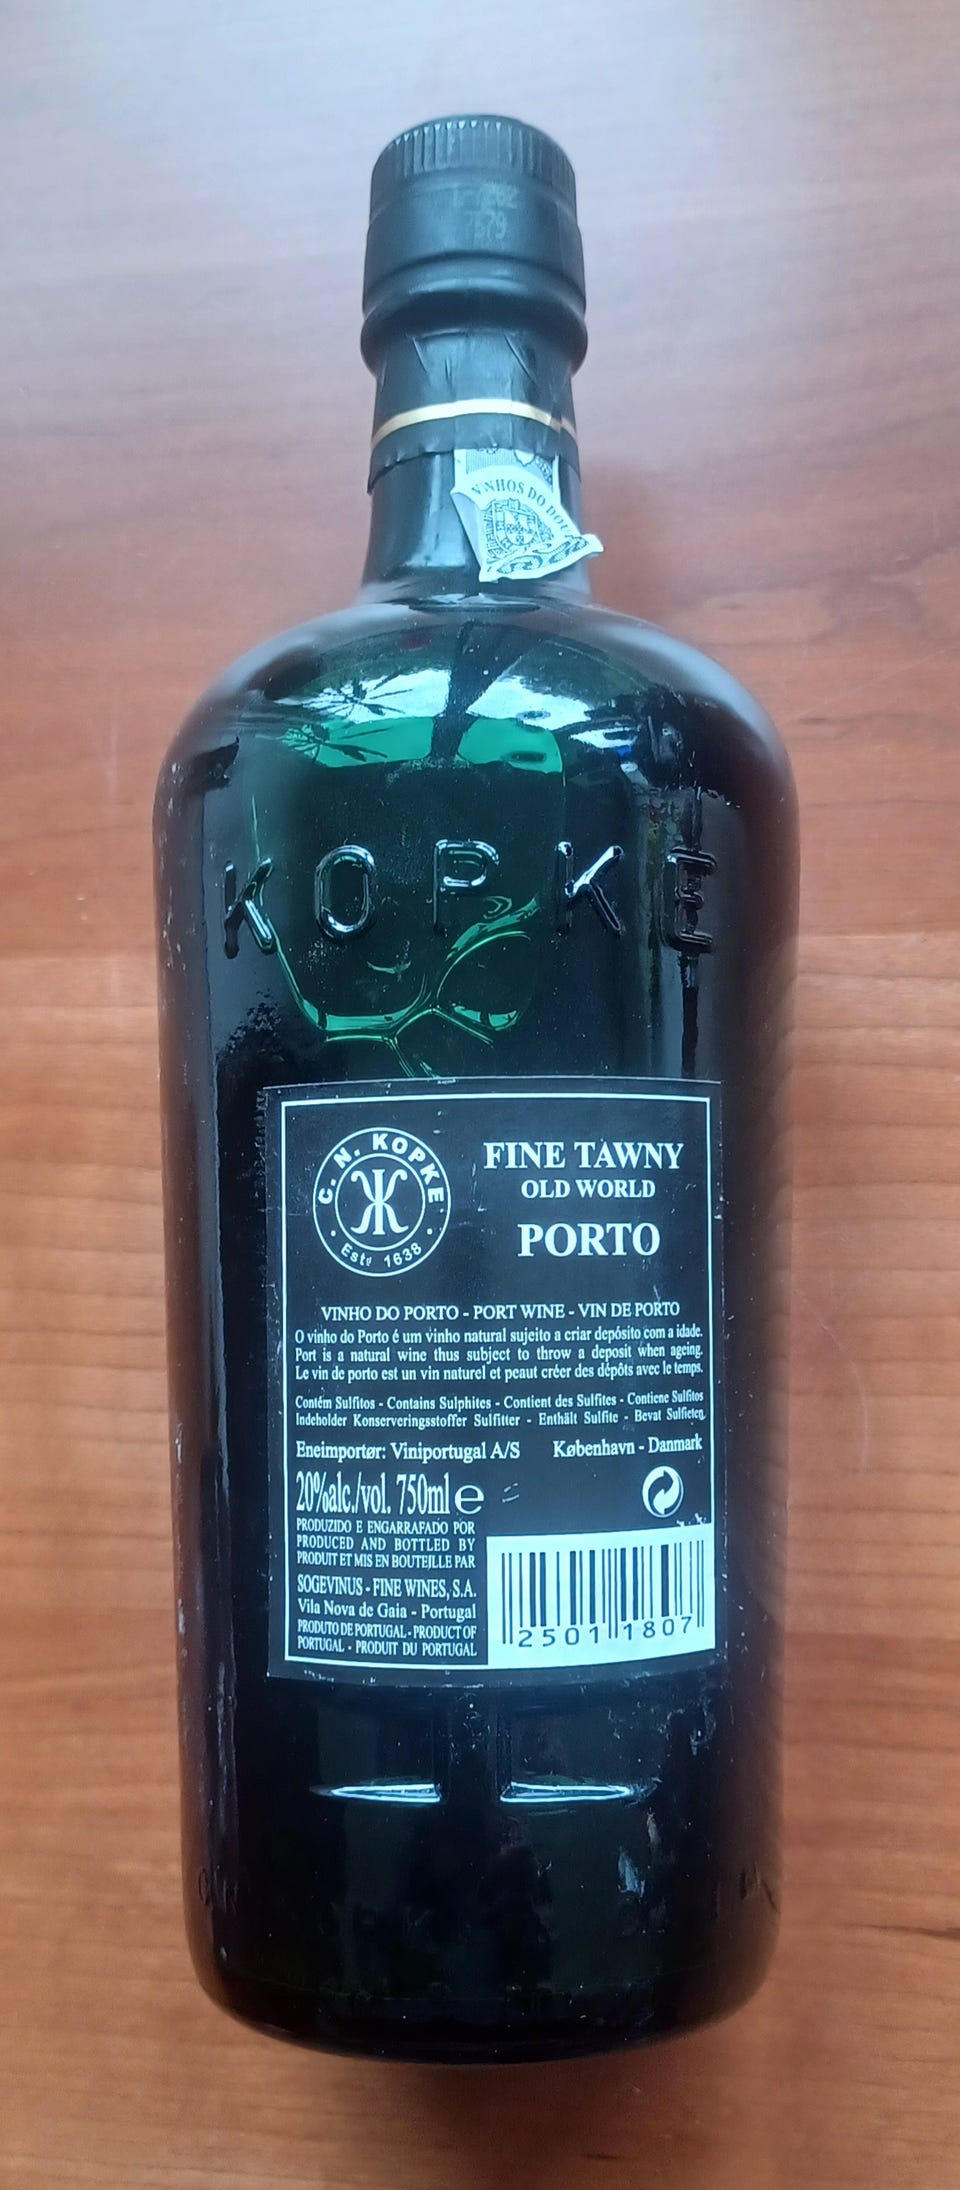 VINHOS DO DOU
KOPKE
C. N. KOPKE
Estd 1638
FINE TAWNY
OLD WORLD
PORTO
VINHO DO PORTO - PORT WINE - VIN DE PORTO
O vinho do Porto é um vinho natural sujeito a criar depósito com a idade.
Port is a natural wine thus subject to throw a deposit when ageing.
Le vin de porto est un vin naturel et peaut créer des dépôts avec le temps.
Contém Sulfitos - Contains Sulphites - Contient des Sulfites - Contiene Sulfitos
Indeholder Konserveringsstoffer Sulfitter - Enthält Sulfite - Bevat Sulfieten
Eneimportør: Viniportugal A/S København - Danmark
20%alc./vol. 750ml e
PRODUZIDO E ENGARRAFADO POR
PRODUCED AND BOTTLED BY
PRODUIT ET MIS EN BOUTEJLLE PAR
SOGEVINUS - FINE WINES, S.A.
Vila Nova de Gaia - Portugal
PRODUTO DE PORTUGAL - PRODUCT OF
PORTUGAL - PRODUIT DU PORTUGAL
25011807